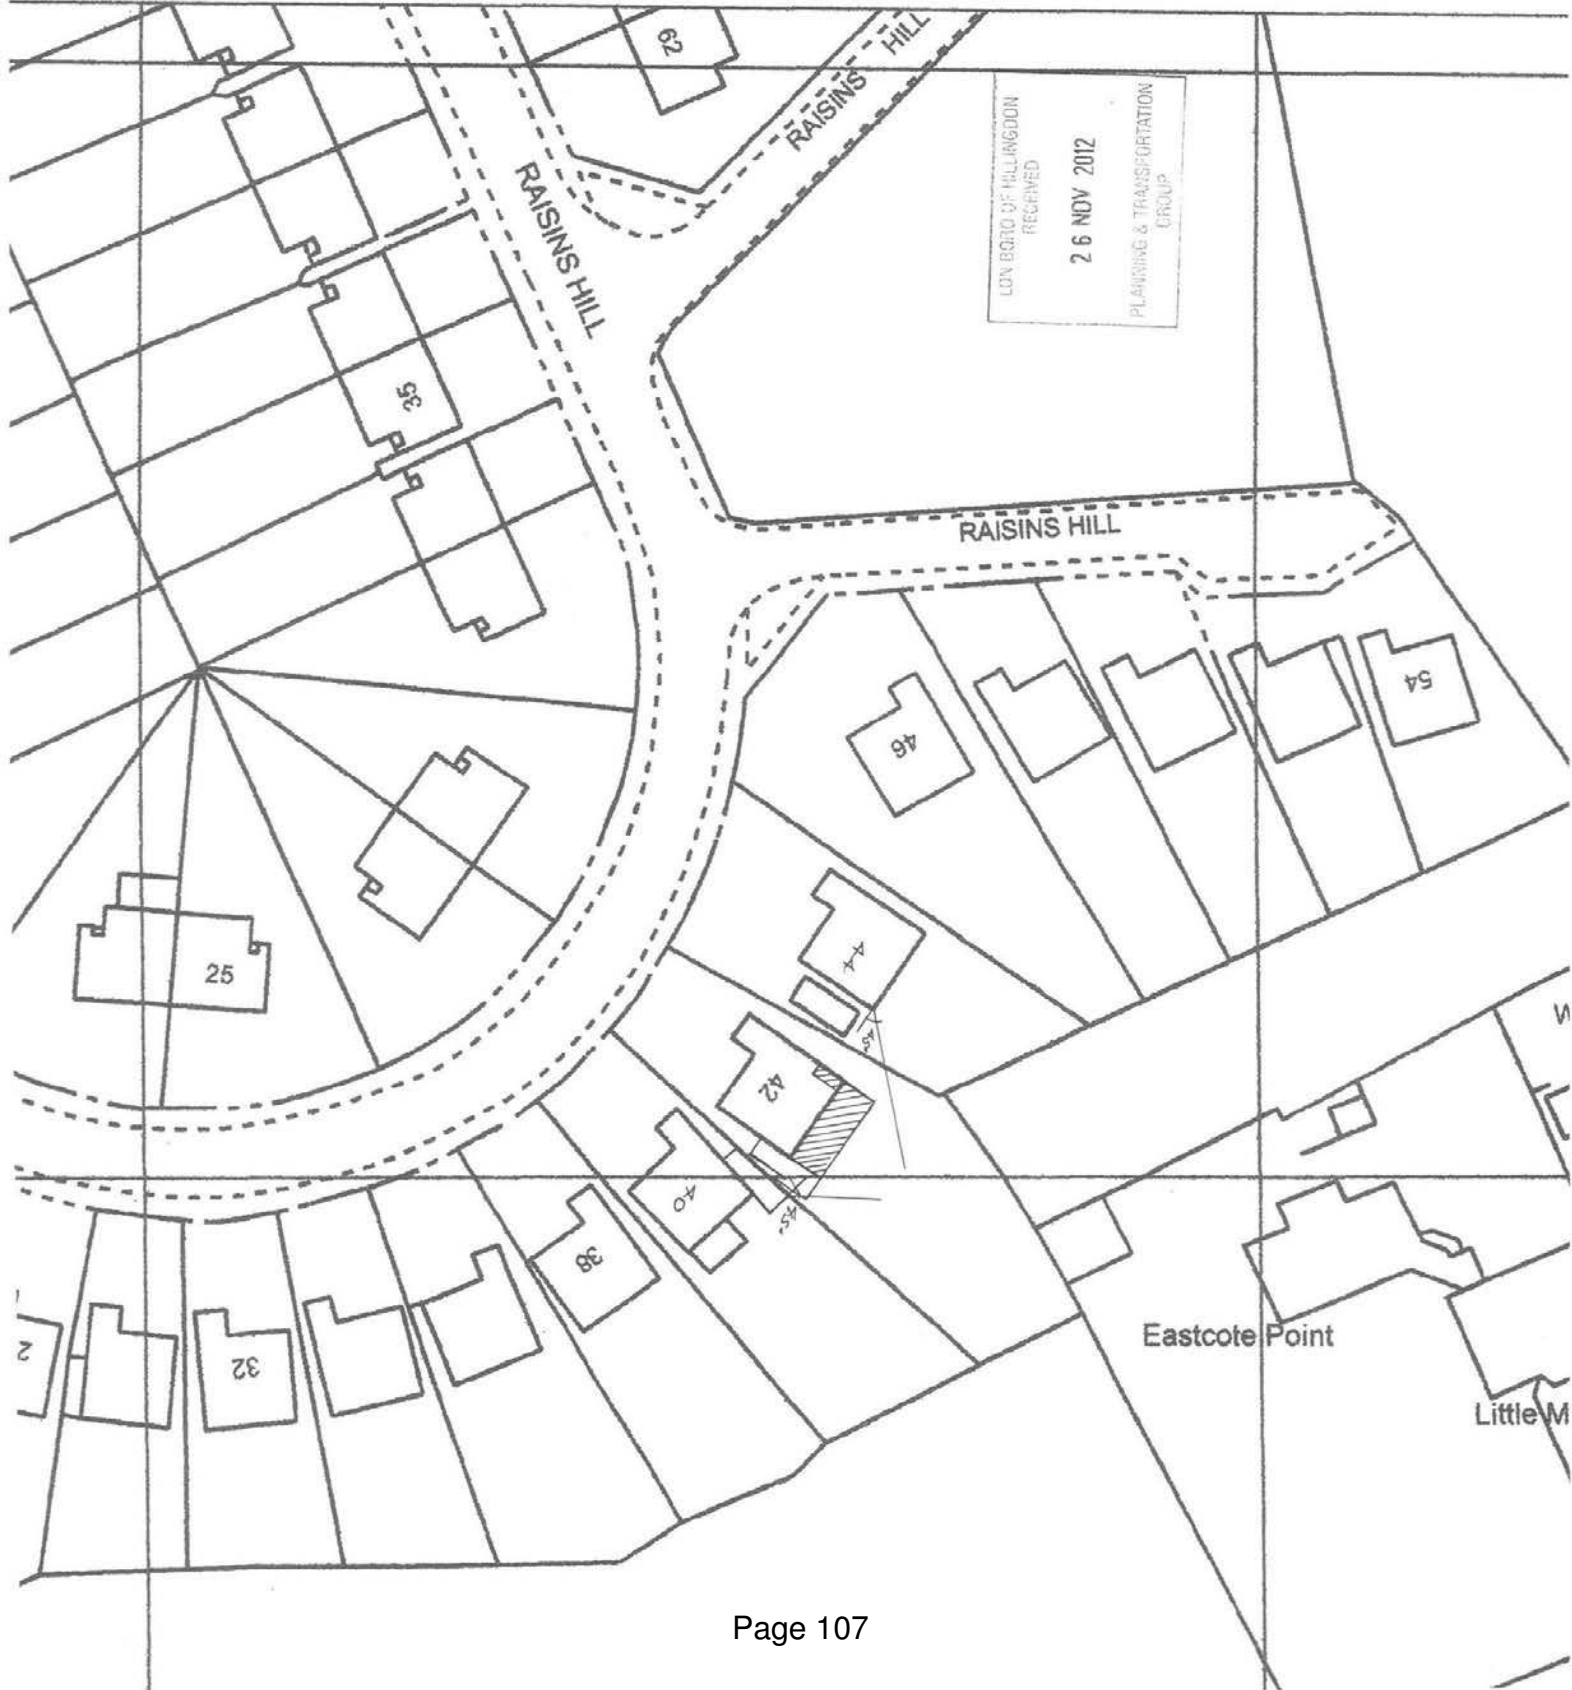 62
RAISINS HILL
RAISINS HILL
LON BORO OF HILLINGDON
RECEIVED
26 NOV 2012
PLANNING & TRANSPORTATION
GROUP
35
RAISINS HILL
54
46
44
45°
25
42
40
45°
38
32
2
Eastcote Point
Little M
Page 107